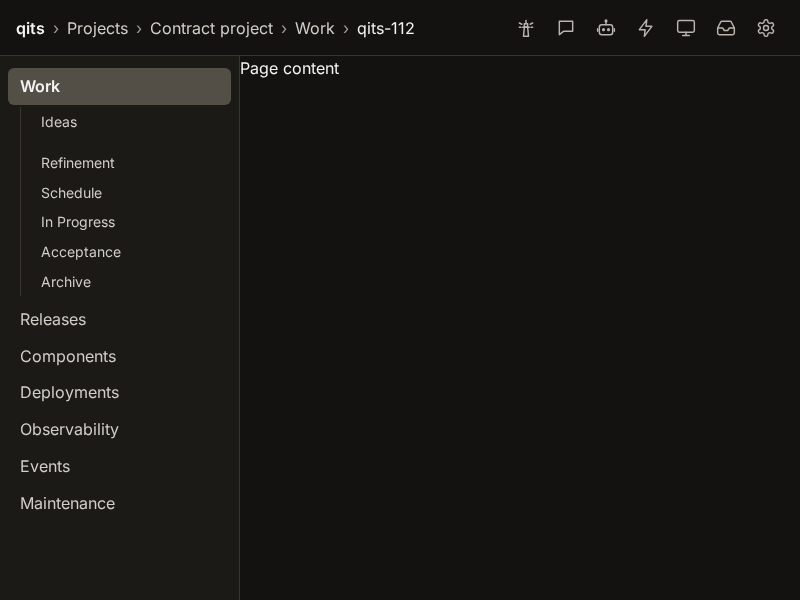 qits › Projects › Contract project › Work › qits-112
Work
Page content
Ideas
Refinement
Schedule
In Progress
Acceptance
Archive
Releases
Components
Deployments
Observability
Events
Maintenance